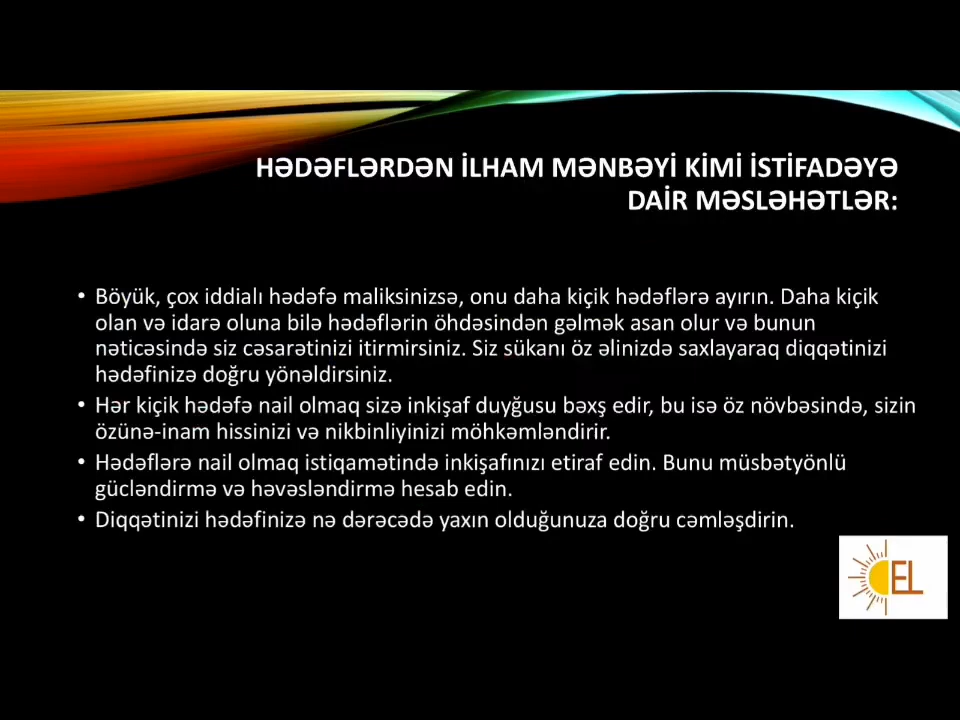 HƏDƏFLƏRDƏN İLHAM MƏNBƏYİ KİMİ İSTİFADƏYƏ
DAİR MƏSLƏHƏTLƏR:
• Böyük, çox iddialı hədəfə maliksinizsə, onu daha kiçik hədəflərə ayırın. Daha kiçik
olan və idarə oluna bilə hədəflərin öhdəsindən gəlmək asan olur və bunun
nəticəsində siz cəsarətinizi itirmirsiniz. Siz sükanı öz əlinizdə saxlayaraq diqqətinizi
hədəfinizə doğru yönəldirsiniz.
• Hər kiçik hədəfə nail olmaq sizə inkişaf duyğusu bəxş edir, bu isə öz növbəsində, sizin
özünə-inam hissinizi və nikbinliyinizi möhkəmləndirir.
• Hədəflərə nail olmaq istiqamətində inkişafınızı etiraf edin. Bunu müsbətyönlü
gücləndirmə və həvəsləndirmə hesab edin.
• Diqqətinizi hədəfinizə nə dərəcədə yaxın olduğunuza doğru cəmləşdirin.
EL